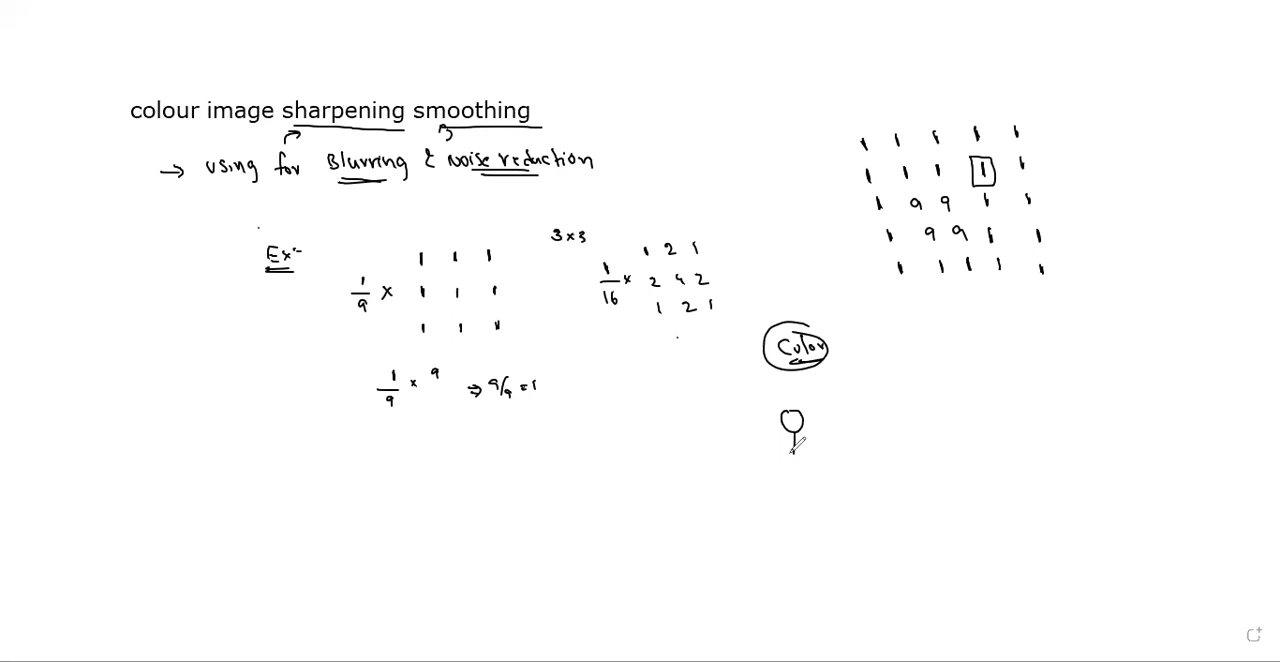 colour image sharpening smoothing
→ using for Blurring & Noise reduction
Ex:-
1/9 ×
1 1 1
1 1 1
1 1 1
3×3
1/16 ×
1 2 1
2 4 2
1 2 1
1/9 × 9 ⇒ 9/9 = 1
1 1 1 1 1
1 1 1 1 1
1 9 9 1 1
1 9 9 1 1
1 1 1 1 1
Color